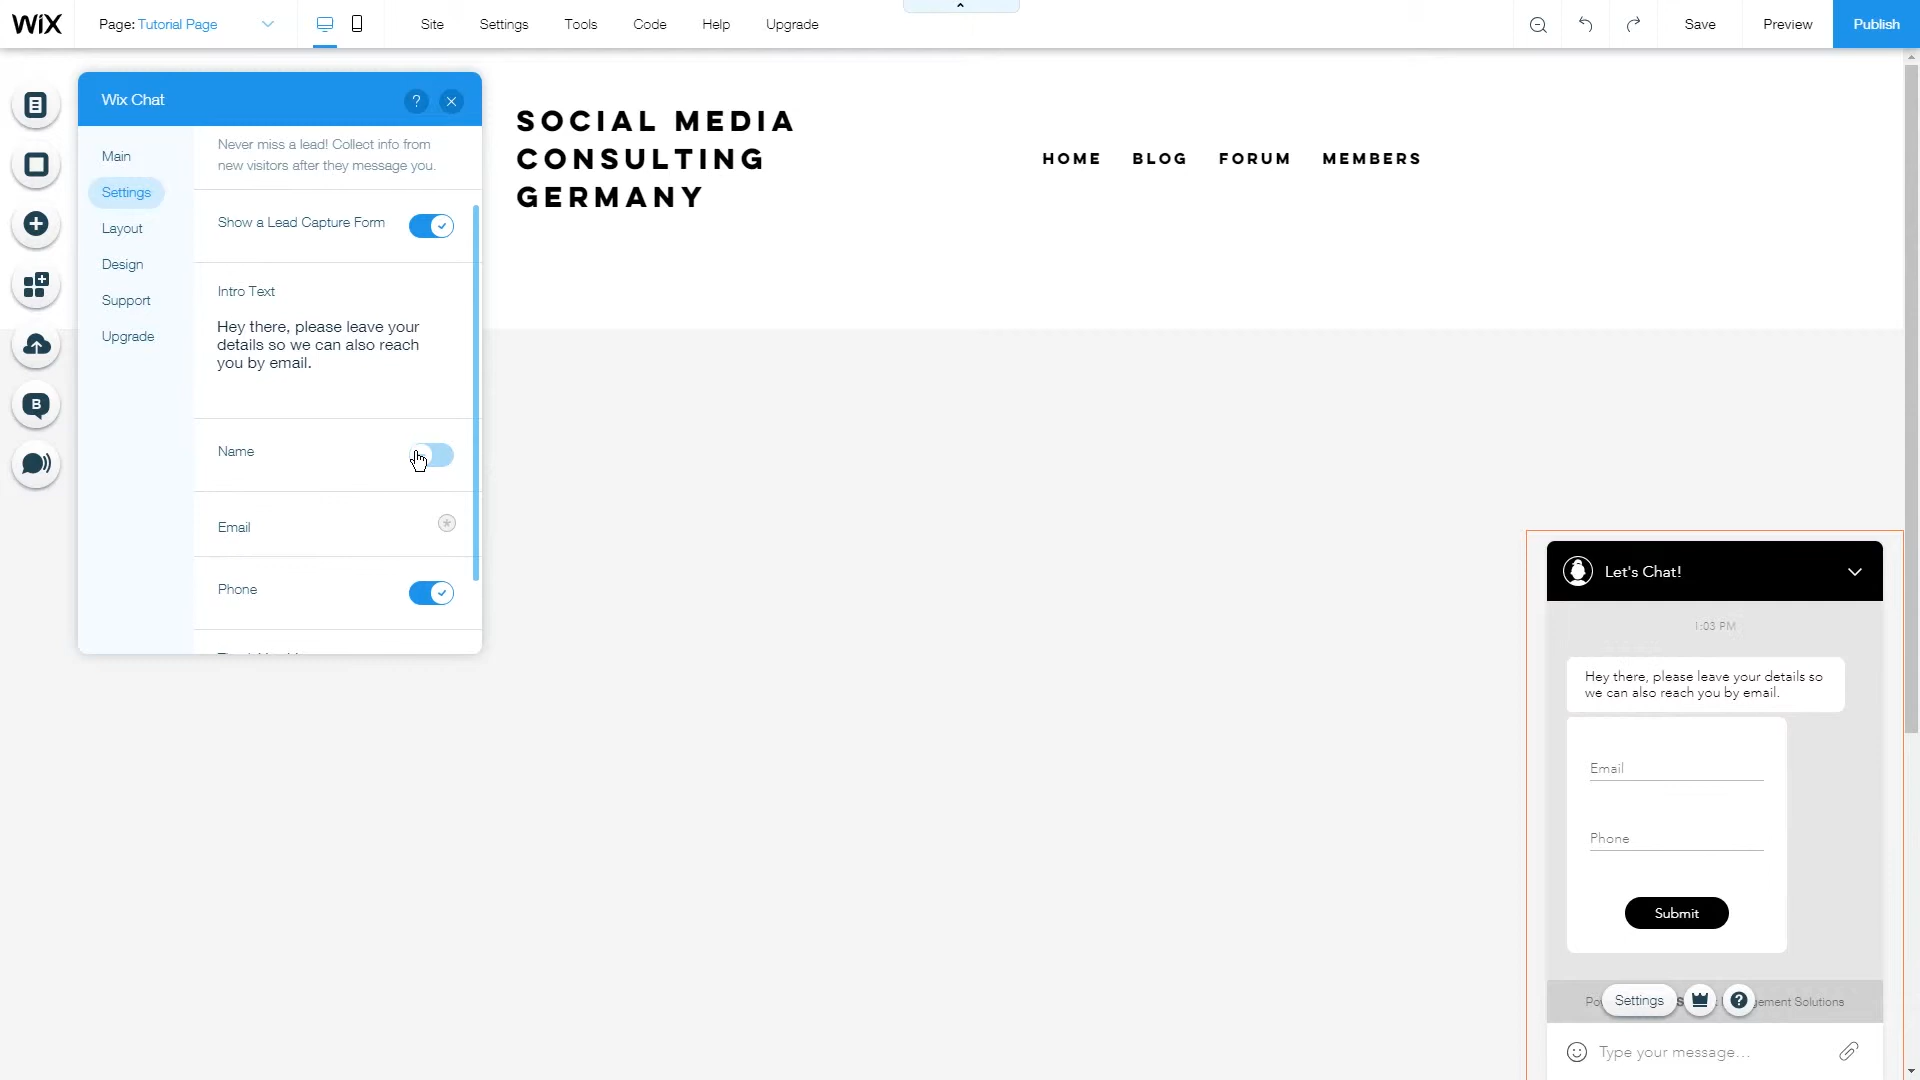 WiX
Page: Tutorial Page
Site
Settings
Tools
Code
Help
Upgrade
Save
Preview
Publish
Wix Chat
?
Main
Settings
Layout
Design
Support
Upgrade
Never miss a lead! Collect info from
new visitors after they message you.
Show a Lead Capture Form
Intro Text
Hey there, please leave your
details so we can also reach
you by email.
Name
Email
Phone
B
SOCIAL MEDIA
CONSULTING
GERMANY
HOME
BLOG
FORUM
MEMBERS
Let's Chat!
1:03 PM
Hey there, please leave your details so
we can also reach you by email.
Email
Phone
Submit
Settings
?
Solutions
Type your message...